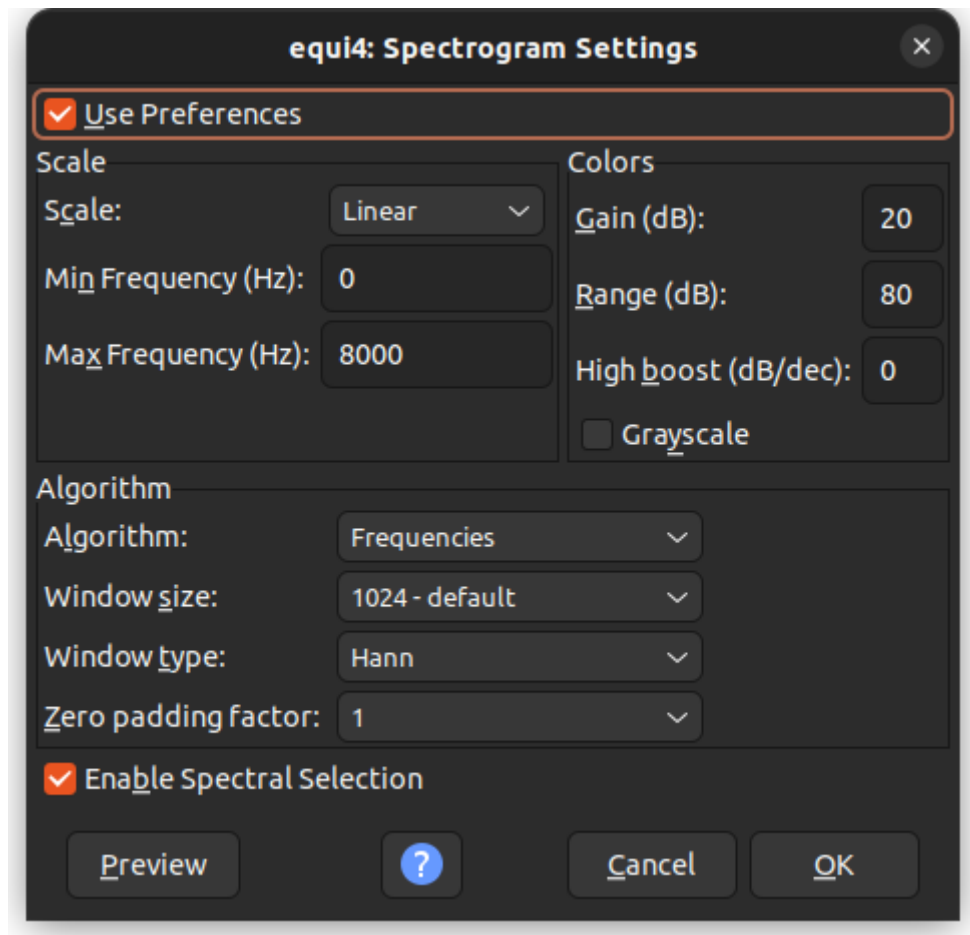 equi4: Spectrogram Settings
Use Preferences
Scale
Scale: Linear
Min Frequency (Hz): 0
Max Frequency (Hz): 8000
Colors
Gain (dB): 20
Range (dB): 80
High boost (dB/dec): 0
Grayscale
Algorithm
Algorithm: Frequencies
Window size: 1024 - default
Window type: Hann
Zero padding factor: 1
Enable Spectral Selection
Preview ? Cancel OK